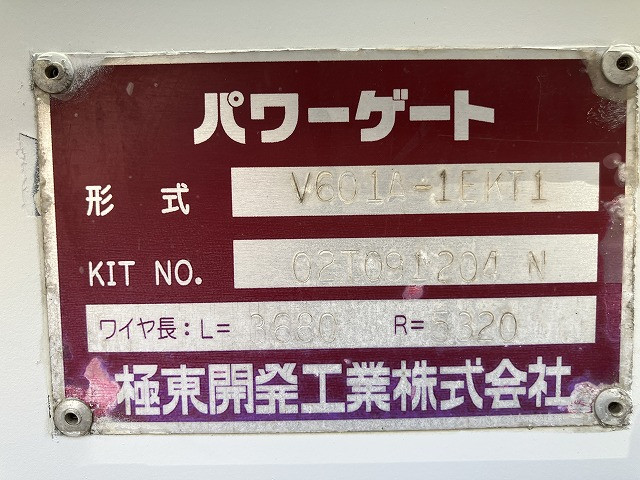 パワーゲート
形 式 V601A-1EKT1
KIT NO. 02T091204 N
ワイヤ長：L= 3680 R= 5320
極東開発工業株式会社